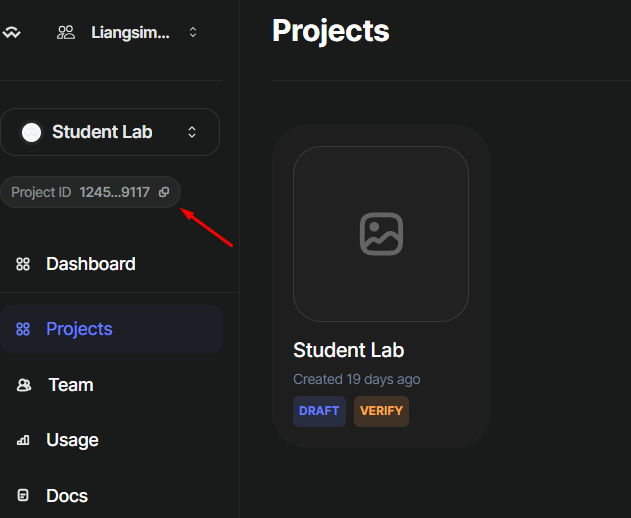 Liangsim...
Projects
Student Lab
Project ID 1245...9117
Dashboard
Projects
Team
Usage
Docs
Student Lab
Created 19 days ago
DRAFT VERIFY